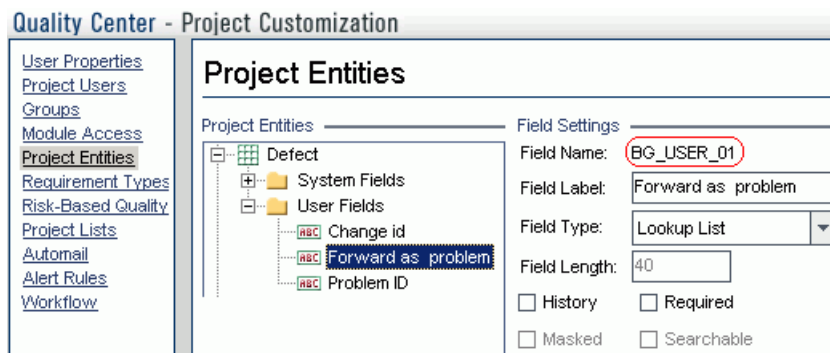 Quality Center - Project Customization
User Properties
Project Users
Groups
Module Access
Project Entities
Requirement Types
Risk-Based Quality
Project Lists
Automail
Alert Rules
Workflow
Project Entities
Project Entities
Defect
System Fields
User Fields
ABC Change id
ABC Forward as problem
ABC Problem ID
Field Settings
Field Name: BG_USER_01
Field Label: Forward as problem
Field Type: Lookup List
Field Length: 40
History Required
Masked Searchable